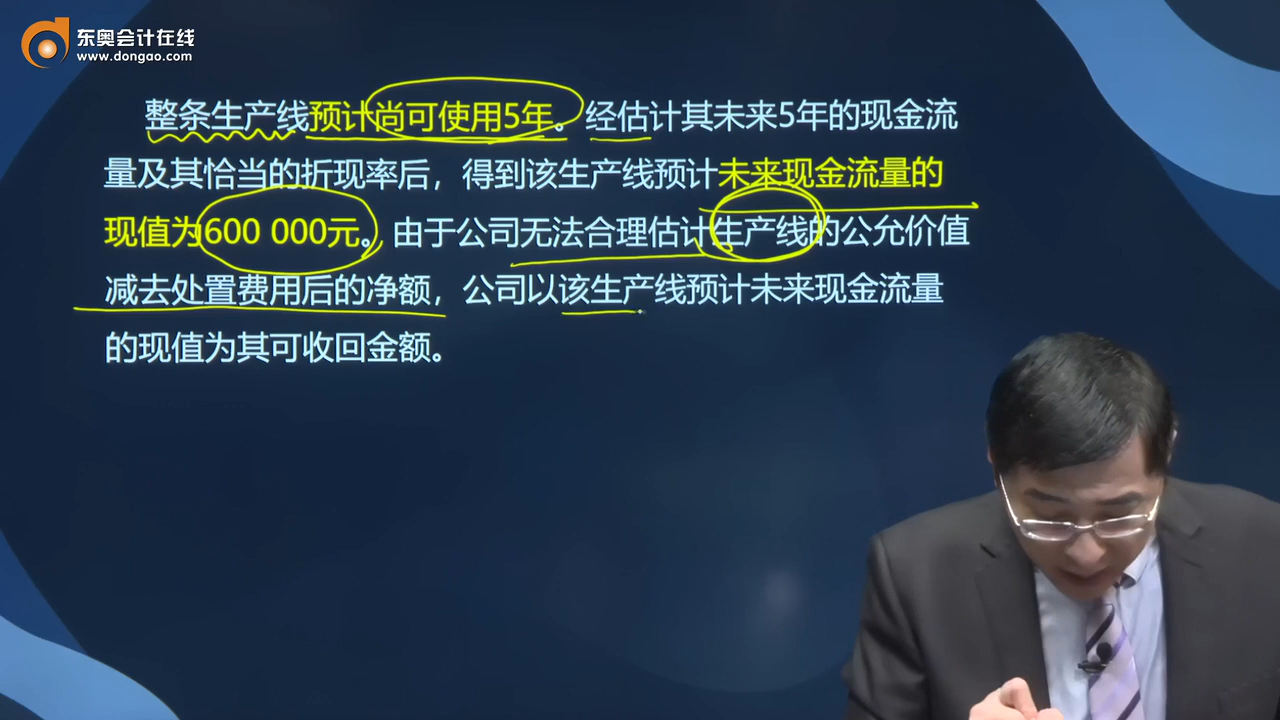 东奥会计在线
www.dongao.com
整条生产线预计尚可使用5年。经估计其未来5年的现金流
量及其恰当的折现率后，得到该生产线预计未来现金流量的
现值为600 000元。由于公司无法合理估计生产线的公允价值
减去处置费用后的净额，公司以该生产线预计未来现金流量
的现值为其可收回金额。